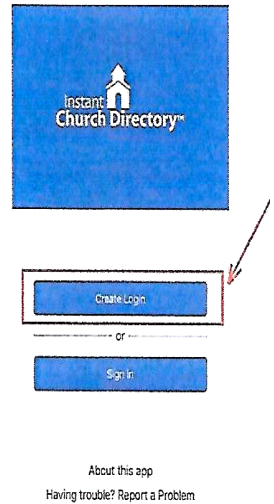 Instant
Church Directory™
Create Login
or
Sign In
About this app
Having trouble? Report a Problem